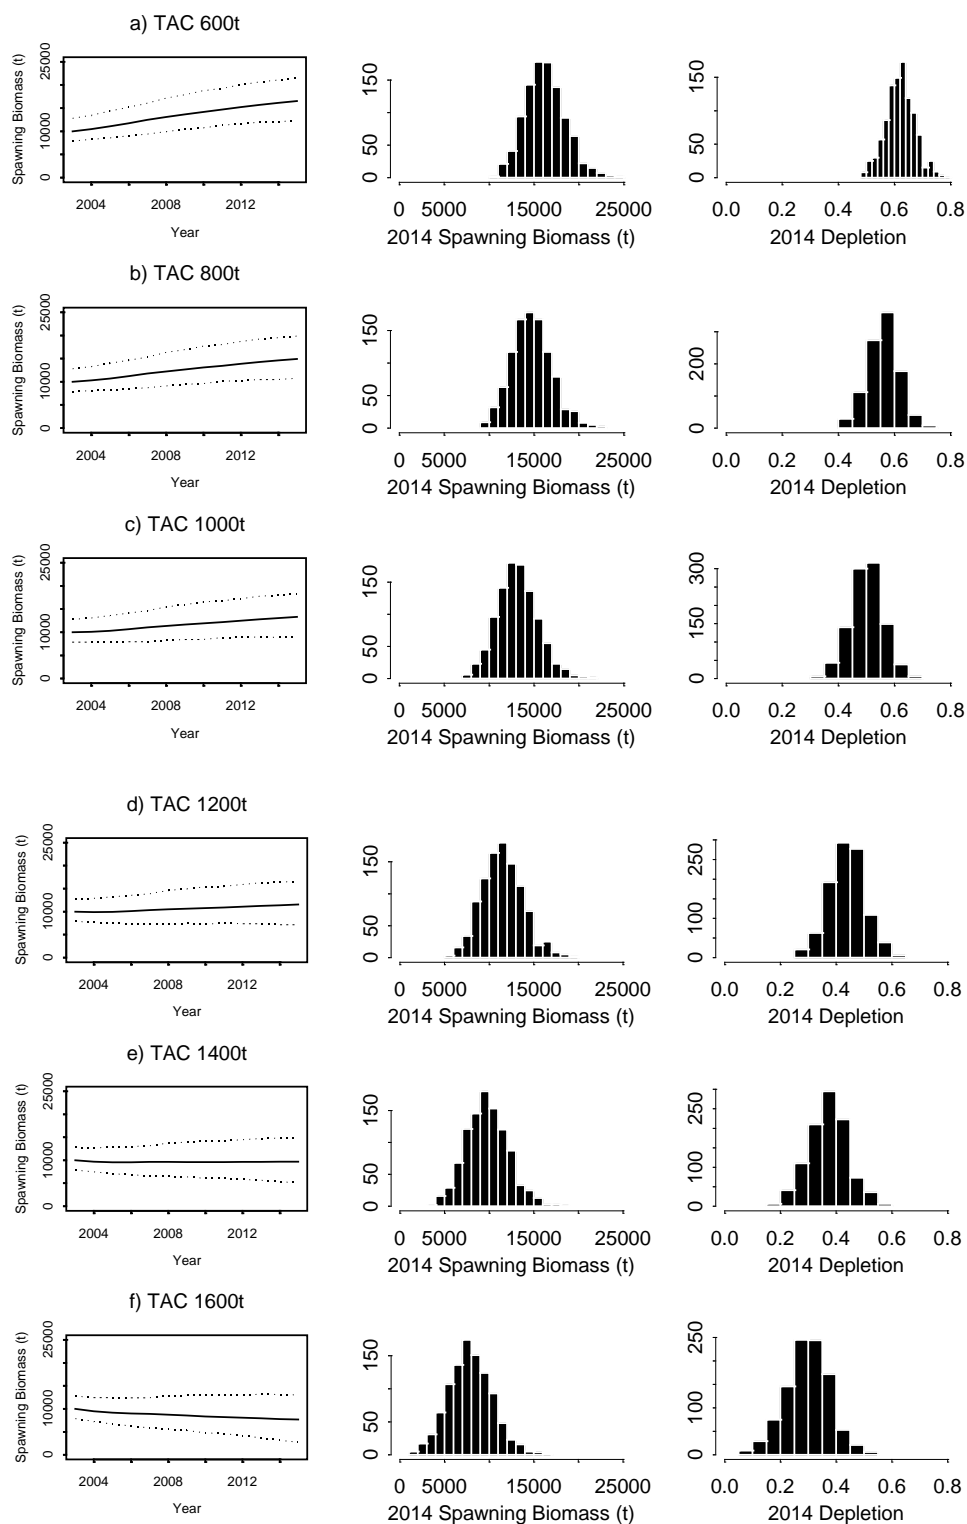 a) TAC 600t
Spawning Biomass (t)
0 10000 25000
2004 2008 2012
Year
0 50 150
0 5000 15000 25000
2014 Spawning Biomass (t)
0 50 150
0.0 0.2 0.4 0.6 0.8
2014 Depletion
b) TAC 800t
Spawning Biomass (t)
0 10000 25000
2004 2008 2012
Year
0 50 150
0 5000 15000 25000
2014 Spawning Biomass (t)
0 200
0.0 0.2 0.4 0.6 0.8
2014 Depletion
c) TAC 1000t
Spawning Biomass (t)
0 10000 25000
2004 2008 2012
Year
0 50 150
0 5000 15000 25000
2014 Spawning Biomass (t)
0 150 300
0.0 0.2 0.4 0.6 0.8
2014 Depletion
d) TAC 1200t
Spawning Biomass (t)
0 10000 25000
2004 2008 2012
Year
0 50 150
0 5000 15000 25000
2014 Spawning Biomass (t)
0 100 250
0.0 0.2 0.4 0.6 0.8
2014 Depletion
e) TAC 1400t
Spawning Biomass (t)
0 10000 25000
2004 2008 2012
Year
0 50 150
0 5000 15000 25000
2014 Spawning Biomass (t)
0 100 250
0.0 0.2 0.4 0.6 0.8
2014 Depletion
f) TAC 1600t
Spawning Biomass (t)
0 10000 25000
2004 2008 2012
Year
0 50 150
0 5000 15000 25000
2014 Spawning Biomass (t)
0 100 250
0.0 0.2 0.4 0.6 0.8
2014 Depletion